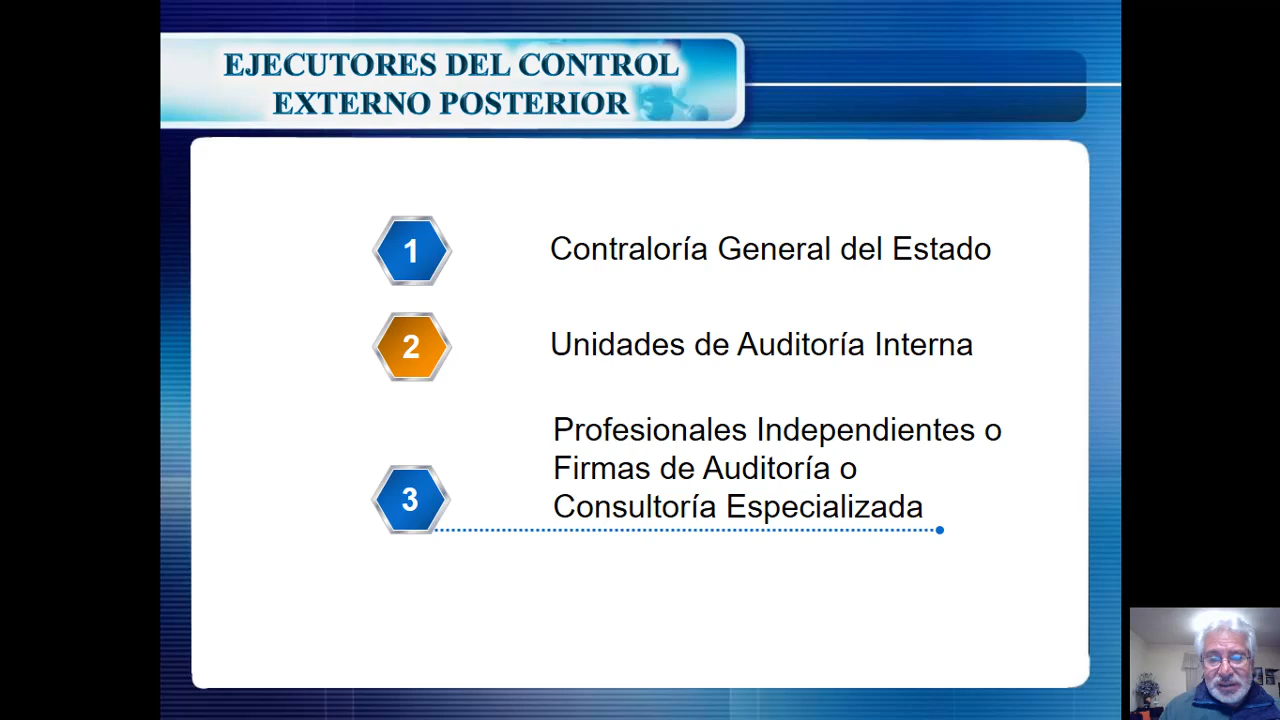 EJECUTORES DEL CONTROL
EXTERNO POSTERIOR
1
Contraloría General del Estado
2
Unidades de Auditoría Interna
3
Profesionales Independientes o
Firmas de Auditoría o
Consultoría Especializada